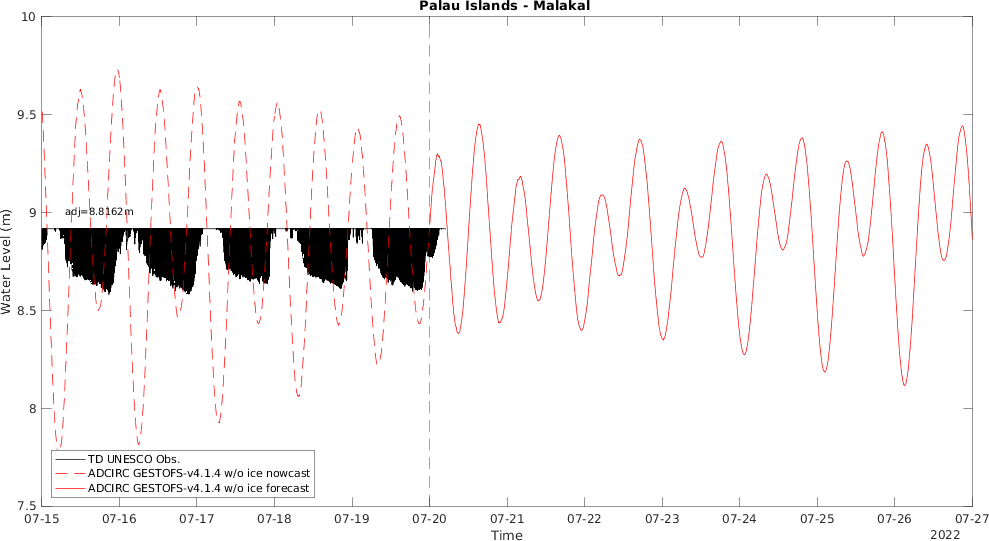 Palau Islands - Malakal
10
9.5
9
8.5
8
7.5
Water Level (m)
adj=8.8162m
TD UNESCO Obs.
ADCIRC GESTOFS-v4.1.4 w/o ice nowcast
ADCIRC GESTOFS-v4.1.4 w/o ice forecast
07-15 07-16 07-17 07-18 07-19 07-20 07-21 07-22 07-23 07-24 07-25 07-26 07-27
Time
2022